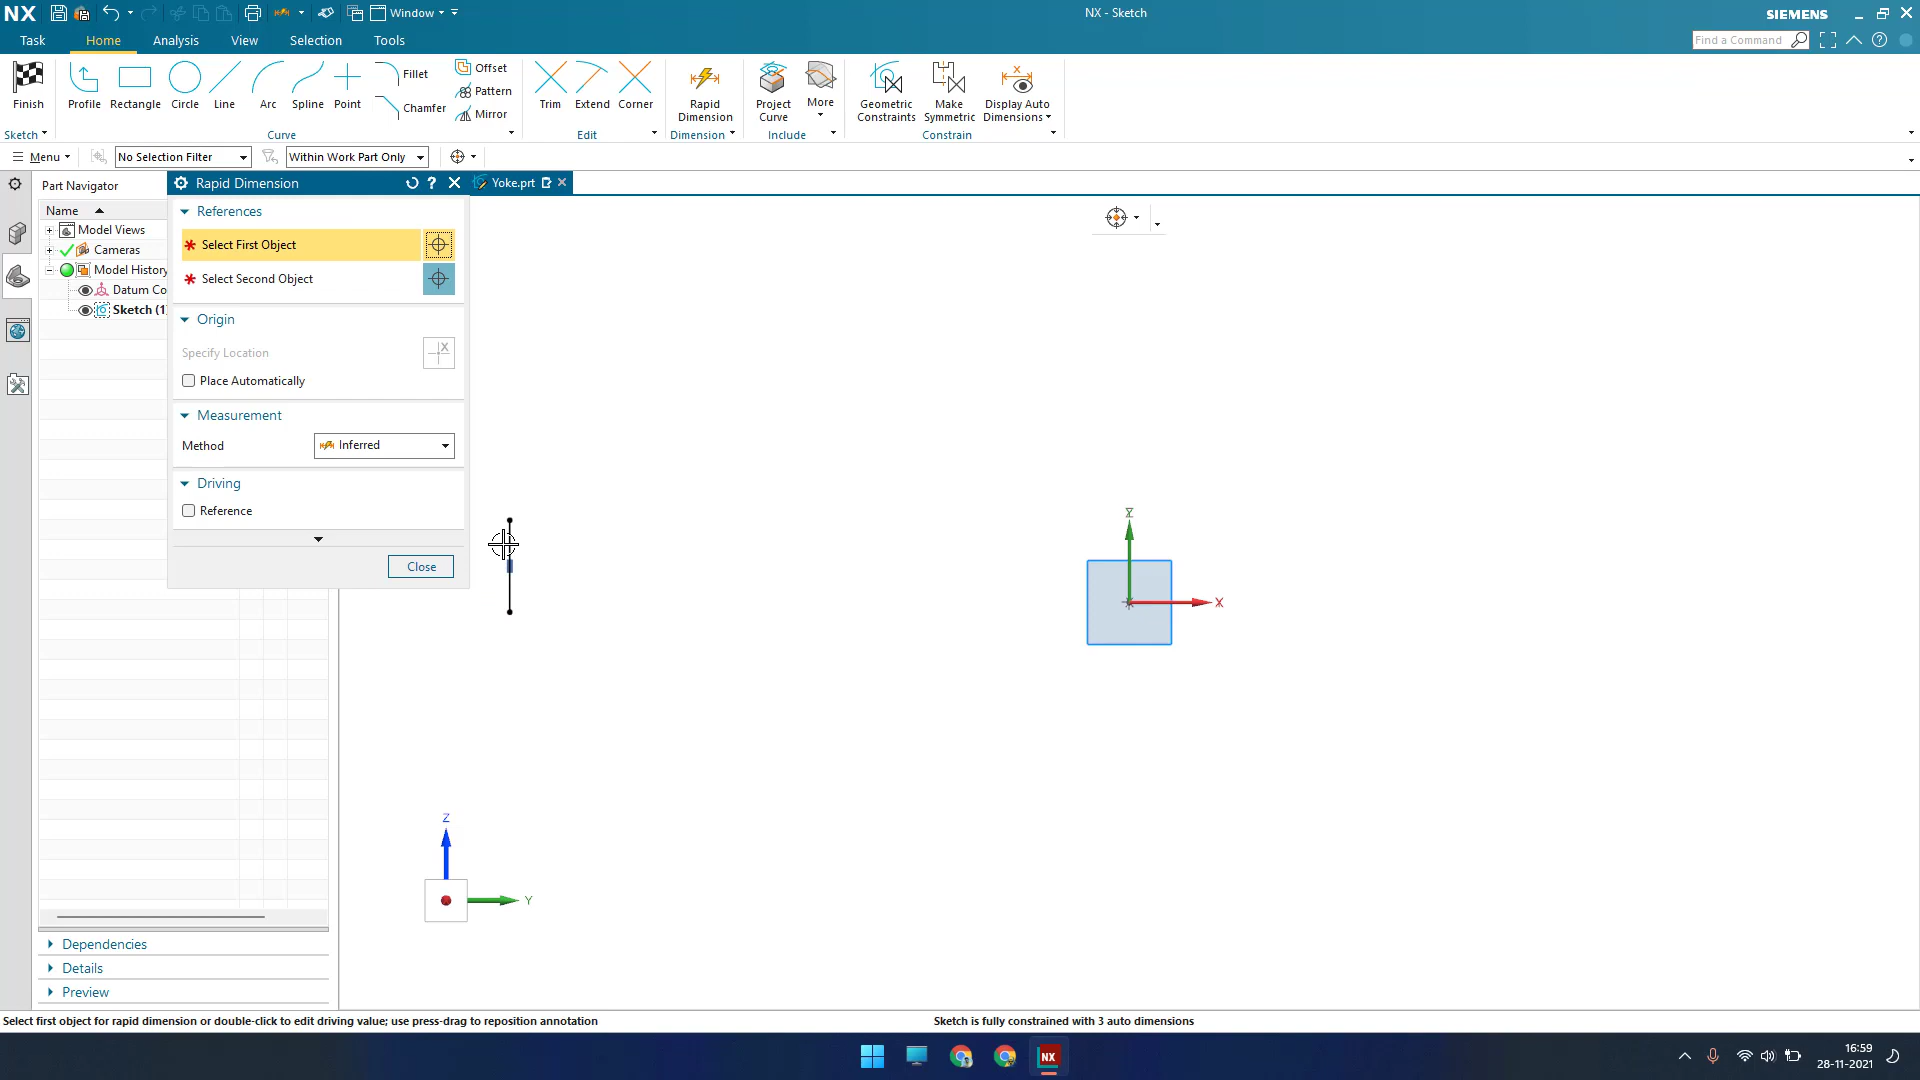 NX
Window
NX - Sketch
SIEMENS
Task
Home
Analysis
View
Selection
Tools
Find a Command
Finish
Profile
Rectangle
Circle
Line
Arc
Spline
Point
Fillet
Chamfer
Offset
Pattern
Mirror
Trim
Extend
Corner
Rapid
Dimension
Project
Curve
More
Geometric
Constraints
Make
Symmetric
Display Auto
Dimensions
Sketch
Curve
Edit
Dimension
Include
Constrain
Menu
No Selection Filter
Within Work Part Only
Part Navigator
Name
Model Views
Cameras
Model History
Datum Co
Sketch (1
Rapid Dimension
?
Yoke.prt
References
* Select First Object
* Select Second Object
Origin
Specify Location
Place Automatically
Measurement
Method
Inferred
Driving
Reference
Close
X
Z
Y
Dependencies
Details
Preview
Select first object for rapid dimension or double-click to edit driving value; use press-drag to reposition annotation
Sketch is fully constrained with 3 auto dimensions
NX
16:59
28-11-2021